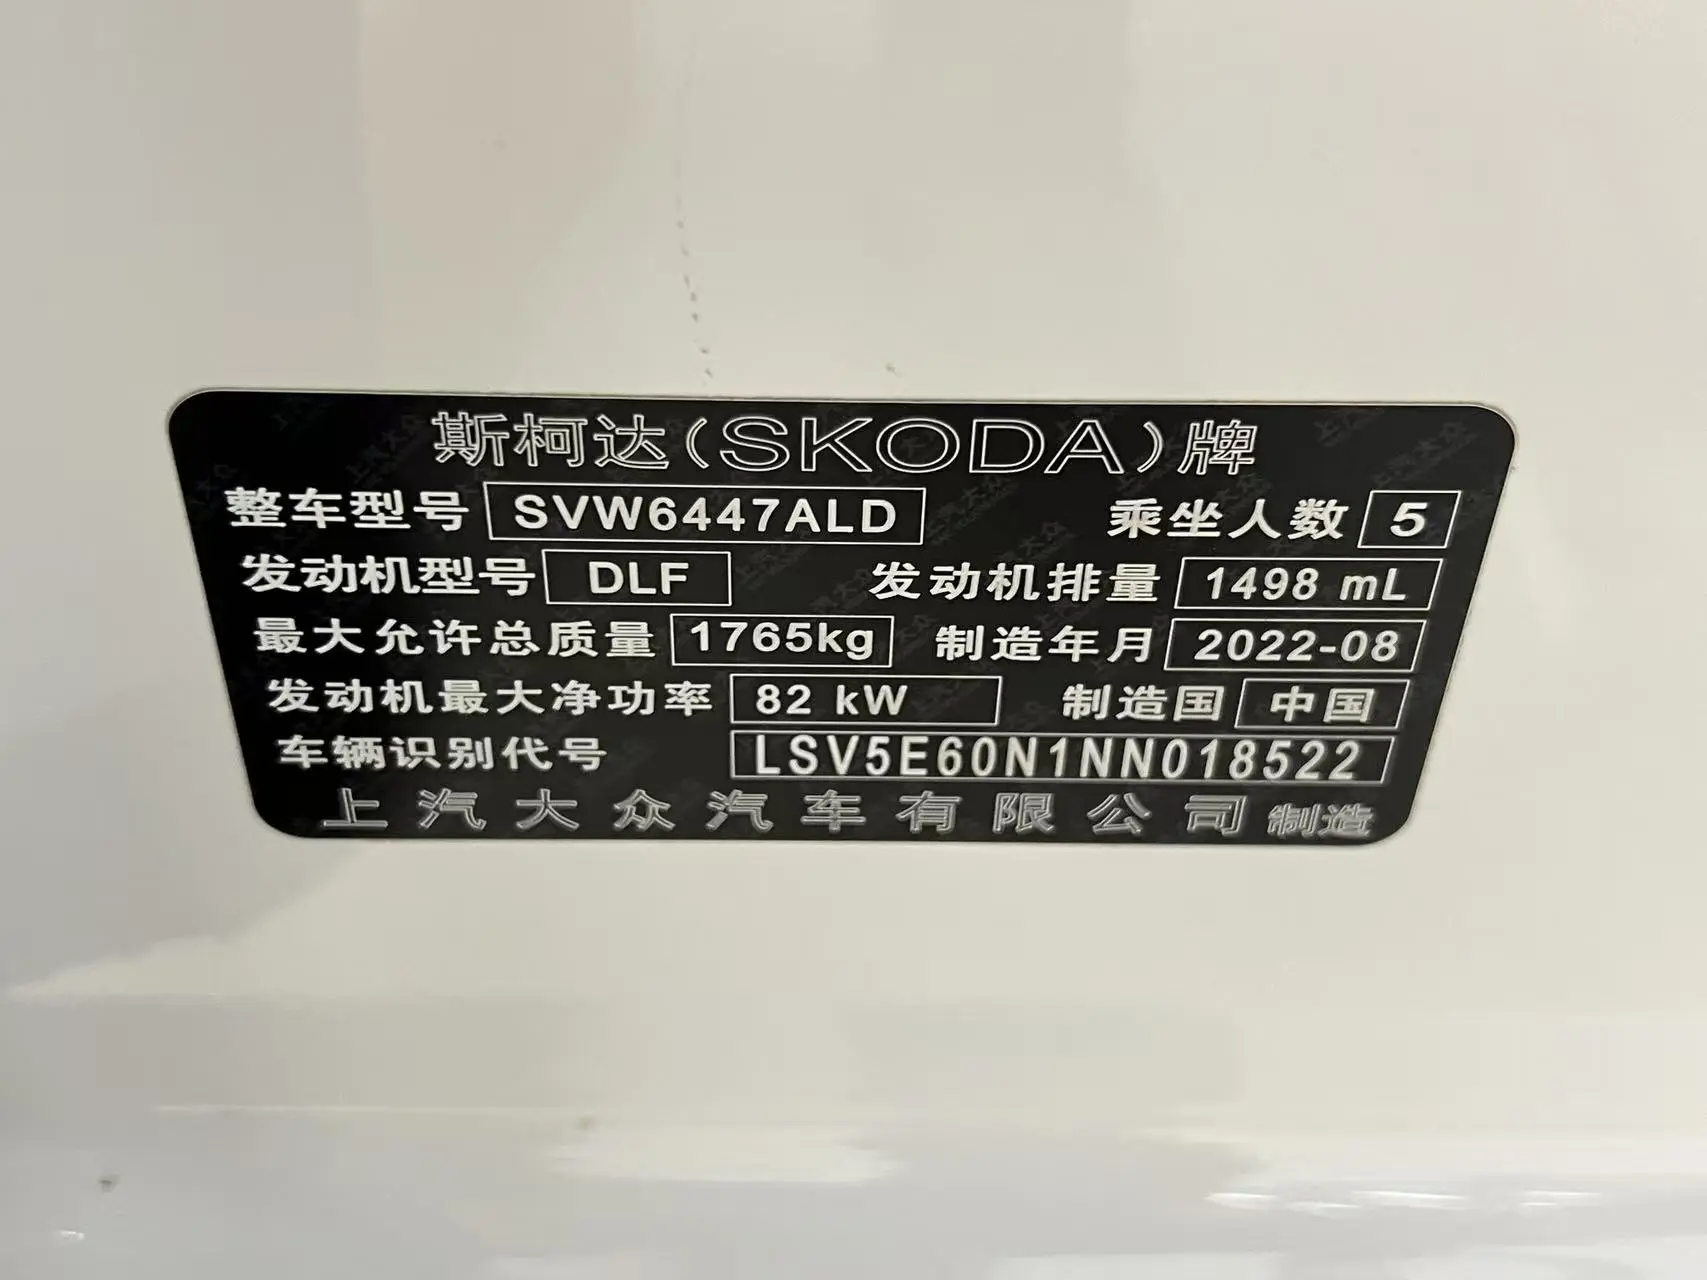 斯柯达(SKODA)牌
整车型号 SVW6447ALD 乘坐人数 5
发动机型号 DLF 发动机排量 1498 mL
最大允许总质量 1765kg 制造年月 2022-08
发动机最大净功率 82 kW 制造国 中国
车辆识别代号 LSV5E60N1NN018522
上汽大众汽车有限公司 制造